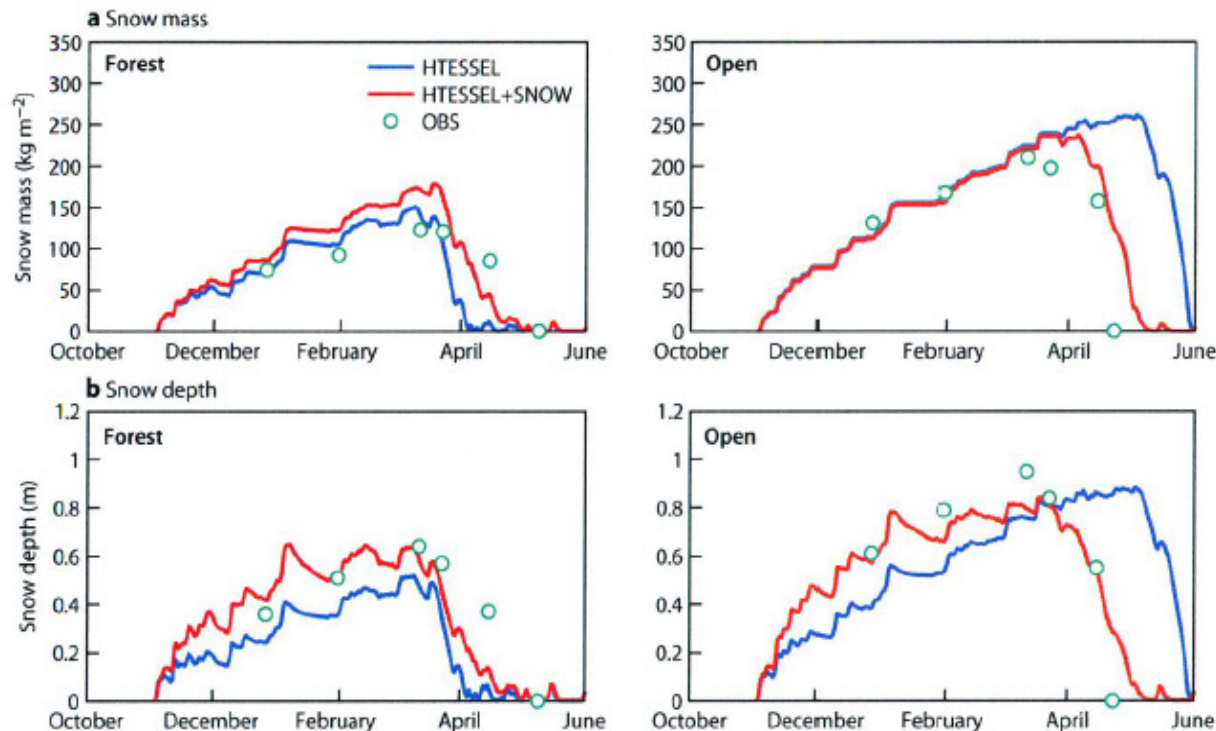 a Snow mass
Forest
HTESSEL
HTESSEL+SNOW
OBS
Snow mass (kg m⁻²)
350
300
250
200
150
100
50
0
October December February April June
Open
350
300
250
200
150
100
50
0
October December February April June
b Snow depth
Forest
Snow depth (m)
1.2
1
0.8
0.6
0.4
0.2
0
October December February April June
Open
1.2
1
0.8
0.6
0.4
0.2
0
October December February April June